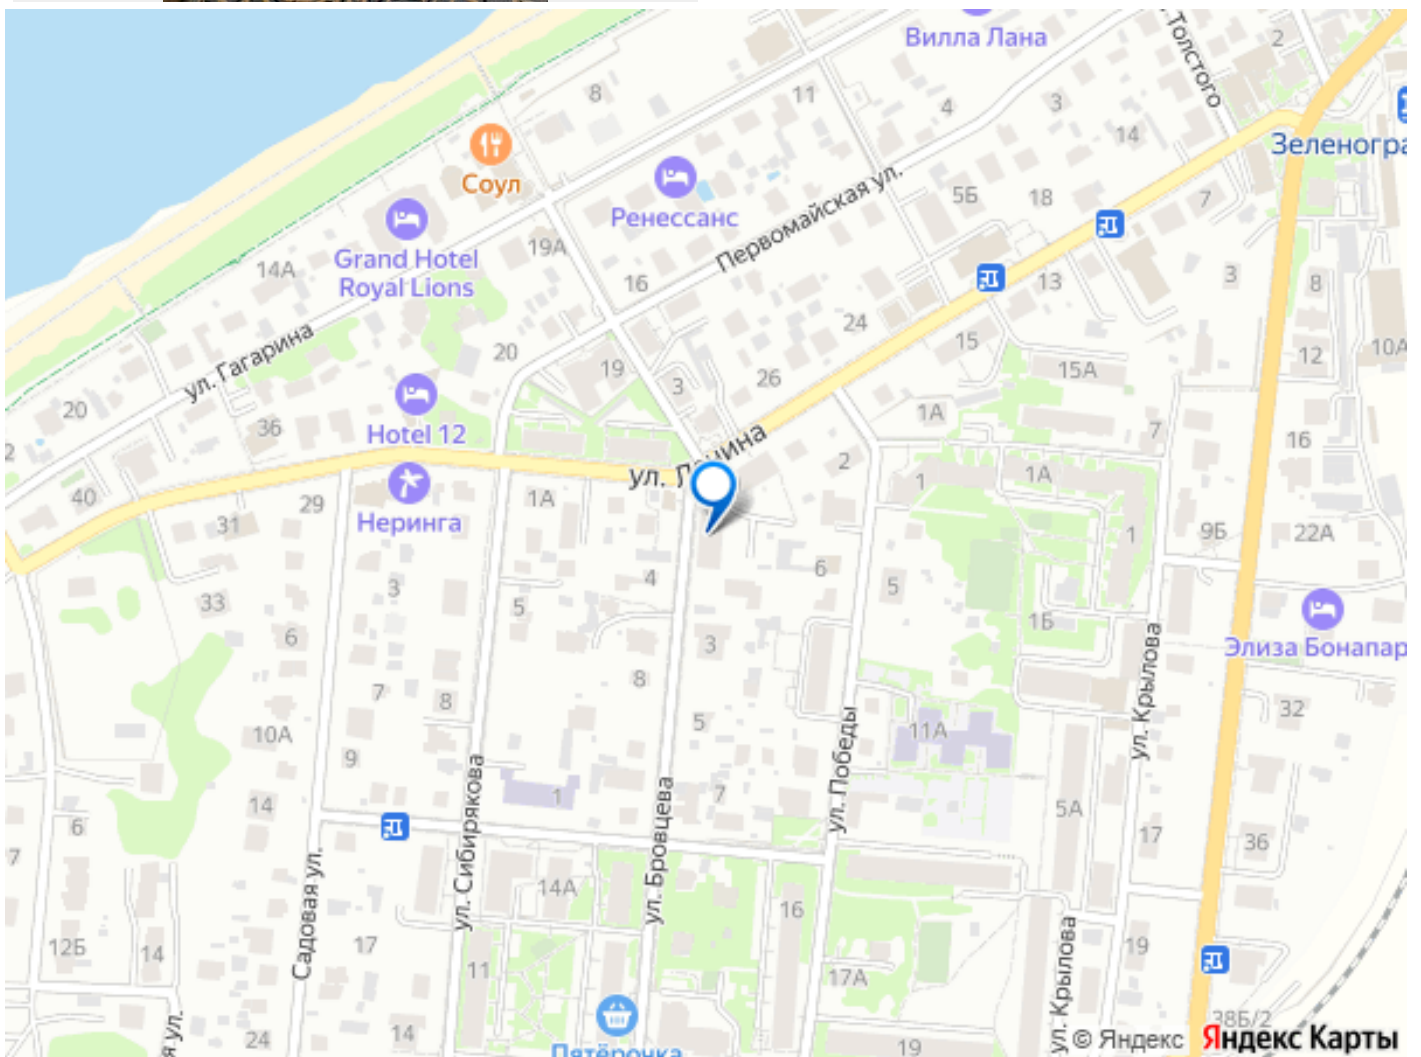 Вилла Лана
Толстого
2
8
11
3
4
14
Соул
Зеленогра
Ренессанс
5Б
18
7
Первомайская ул.
19А
14А
Grand Hotel
Royal Lions
16
13
3
8
ул. Гагарина
24
15
20
19
12
10А
3
26
15А
20
36
Hotel 12
1А
7
16
ул. Ленина
2
40
29
1А
1
1А
31
Неринга
1
9Б
22А
3
4
6
5
33
5
6
3
1Б
Элиза Бонапар
ул. Крылова
7
8
8
5
32
10А
9
11А
ул. Победы
14
1
7
5А
6
ул. Сибирякова
ул. Бровцева
17
36
7
Садовая ул.
14А
16
12Б
14
17
11
17А
19
ул. Крылова
38Б/2
24
14
19
Пятёрочка
© Яндекс Яндекс Карты